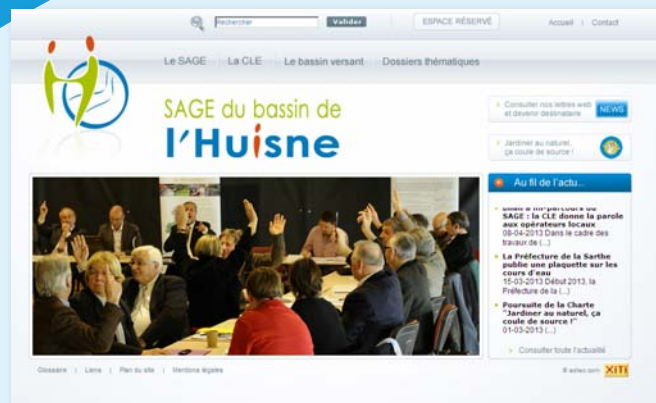 Rechercher
Valider
ESPACE RÉSERVÉ
Accueil | Contact
Le SAGE La CLE Le bassin versant Dossiers thématiques
SAGE du bassin de
l'Huisne
Consulter nos lettres web
et devenir destinataire
NEWS
Jardiner au naturel,
ça coule de source !
Au fil de l'actu...
Bilan à mi-parcours du
SAGE : la CLE donne la parole
aux opérateurs locaux
08-04-2013 Dans le cadre des
travaux de (...)
La Préfecture de la Sarthe
publie une plaquette sur les
cours d'eau
15-03-2013 Début 2013, la
Préfecture de la (...)
Poursuite de la Charte
"Jardiner au naturel, ça
coule de source !"
01-03-2013 (...)
Consulter toute l'actualité
Glossaire | Liens | Plan du site | Mentions légales
XiTi